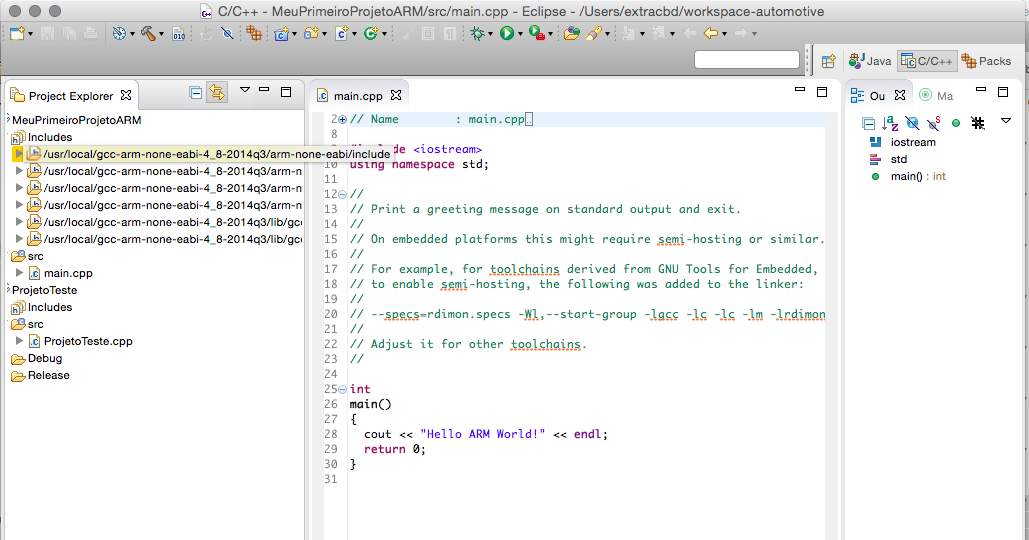 C/C++ - MeuPrimeiroProjetoARM/src/main.cpp - Eclipse - /Users/extracbd/workspace-automotive
Java
C/C++
Packs
Project Explorer
MeuPrimeiroProjetoARM
Includes
/usr/local/gcc-arm-none-eabi-4_8-2014q3/arm-none-eabi/include
/usr/local/gcc-arm-none-eabi-4_8-2014q3/arm-n
/usr/local/gcc-arm-none-eabi-4_8-2014q3/arm-n
/usr/local/gcc-arm-none-eabi-4_8-2014q3/arm-n
/usr/local/gcc-arm-none-eabi-4_8-2014q3/lib/gcc
/usr/local/gcc-arm-none-eabi-4_8-2014q3/lib/gcc
src
main.cpp
ProjetoTeste
Includes
src
ProjetoTeste.cpp
Debug
Release
main.cpp
2 // Name : main.cpp
8
<iostream>
10 using namespace std;
11
12 //
13 // Print a greeting message on standard output and exit.
14 //
15 // On embedded platforms this might require semi-hosting or similar.
16 //
17 // For example, for toolchains derived from GNU Tools for Embedded,
18 // to enable semi-hosting, the following was added to the linker:
19 //
20 // --specs=rdimon.specs -Wl,--start-group -lgcc -lc -lc -lm -lrdimon
21 //
22 // Adjust it for other toolchains.
23 //
24
25 int
26 main()
27 {
28 cout << "Hello ARM World!" << endl;
29 return 0;
30 }
31
Ou
Ma
iostream
std
main() : int